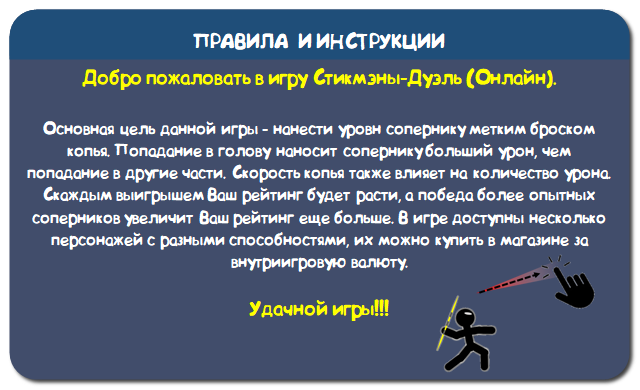 ПРАВИЛА И ИНСТРУКЦИИ
Добро пожаловать в игру Стикмэны-Дуэль (Онлайн).
Основная цель данной игры - нанести уровн сопернику метким броском
копья. Попадание в голову наносит сопернику больший урон, чем
попадание в другие части. Скорость копья также влияет на количество урона.
Скаждым выигрышем Ваш рейтинг будет расти, а победа более опытных
соперников увеличит Ваш рейтинг еще больше. В игре доступны несколько
персонажей с разными способностями, их можно купить в магазине за
внутриигровую валюту.
Удачной игры!!!